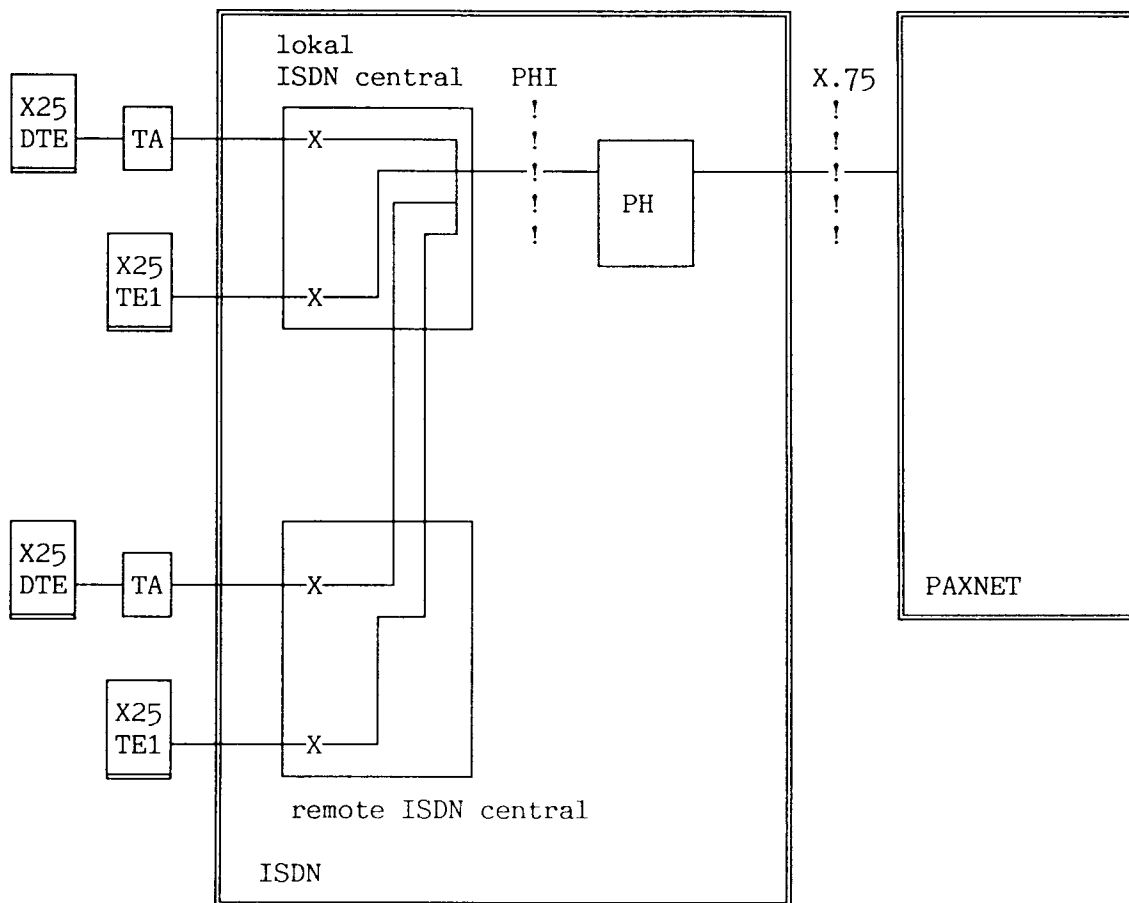 lokal
ISDN central
PHI
X.75
X25
DTE
TA
X
!
!
!
!
!
PH
!
!
!
!
!
X25
TE1
X
X25
DTE
TA
X
PAXNET
X25
TE1
X
remote ISDN central
ISDN